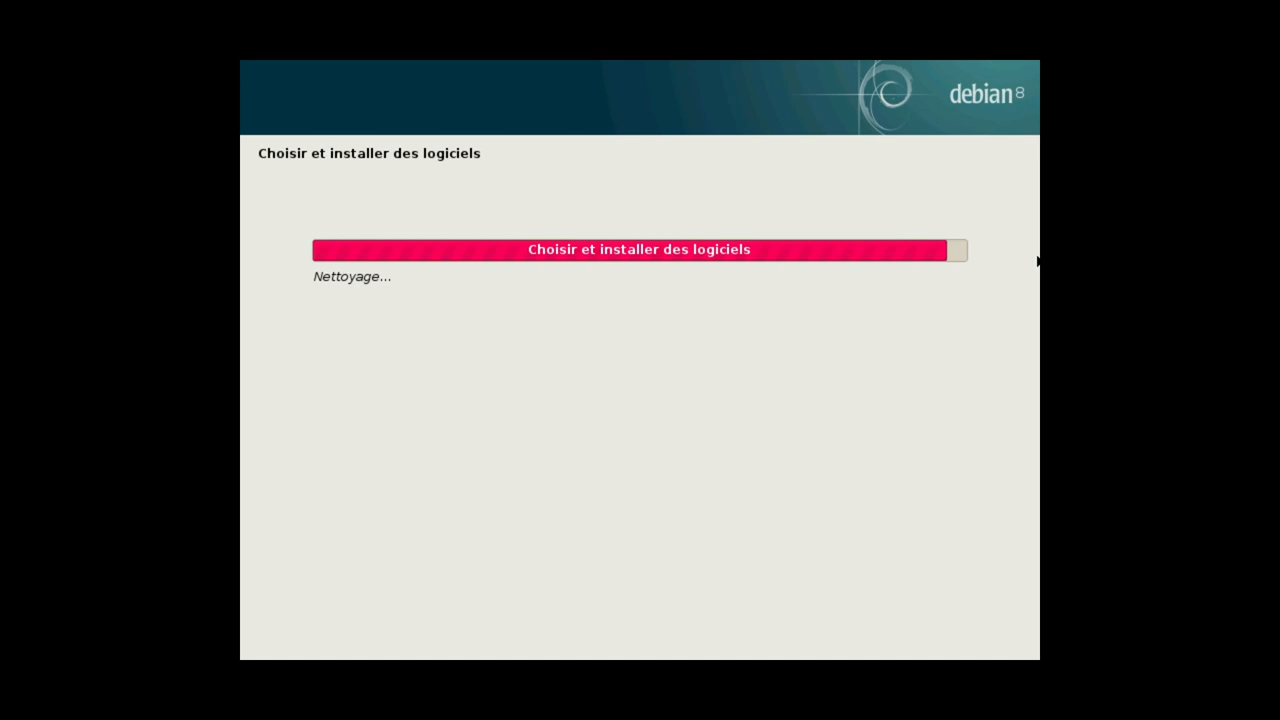 debian 8
Choisir et installer des logiciels
Choisir et installer des logiciels
Nettoyage...